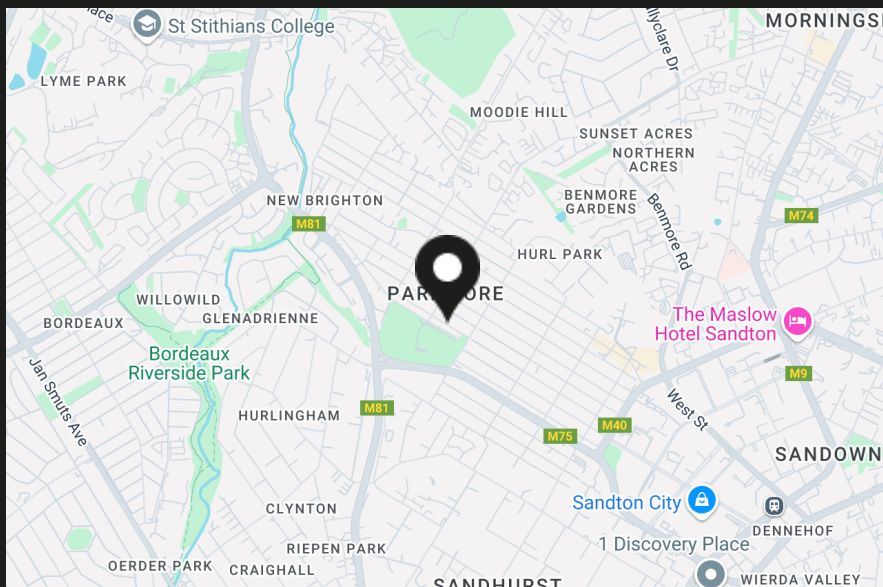 St Stithians College
MORNINGS
LYME PARK
llyclare Dr
MOODIE HILL
SUNSET ACRES
NORTHERN
ACRES
NEW BRIGHTON
BENMORE
GARDENS
M81
M74
Benmore Rd
HURL PARK
WILLOWILD
PAR
ORE
GLENADRIENNE
BORDEAUX
The Maslow
Hotel Sandton
Bordeaux
Riverside Park
Jan Smuts Ave
M9
M81
HURLINGHAM
West St
M40
M75
SANDOWN
Sandton City
CLYNTON
DENNEHOF
1 Discovery Place
RIEPEN PARK
OERDER PARK
CRAIGHALL
SANDHURST
WIERDA VALLEY